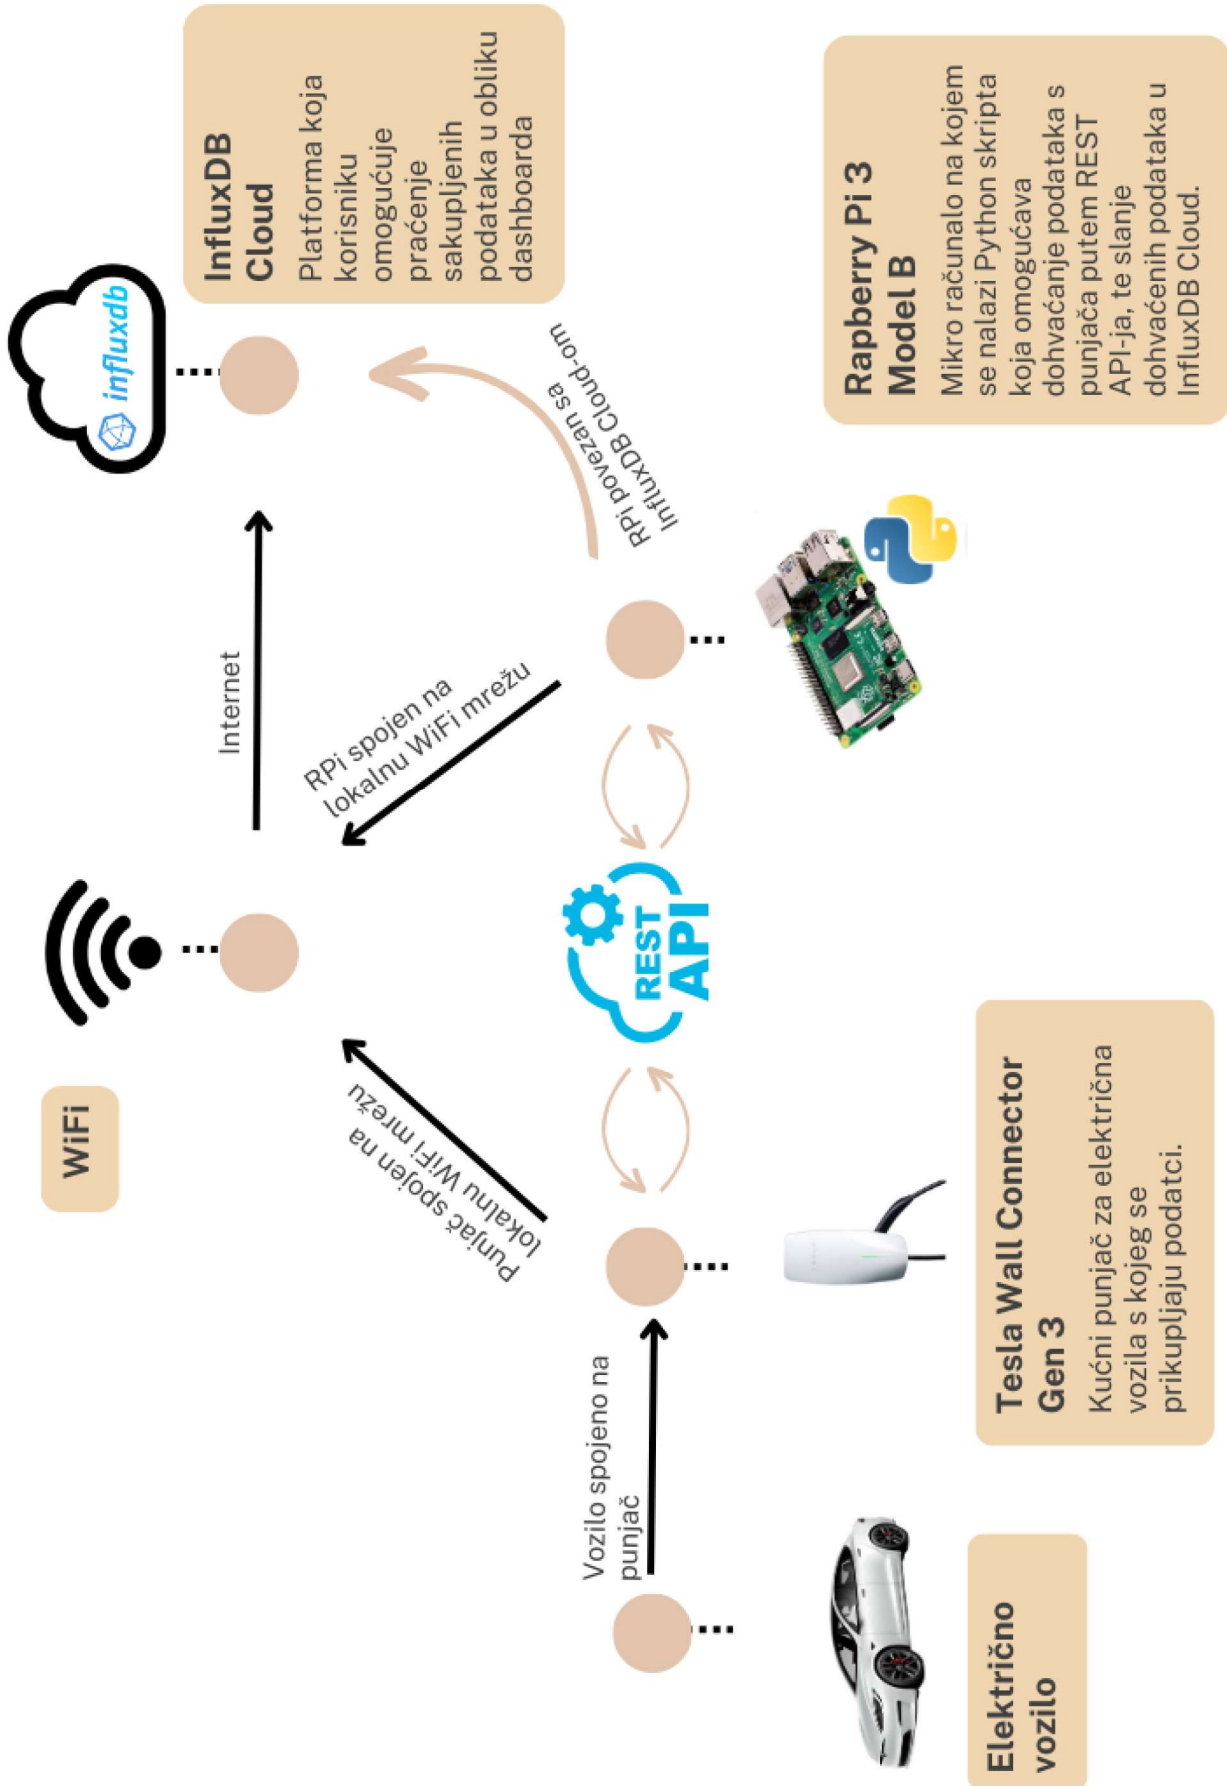 WiFi
influxdb
InfluxDB
Cloud
Platforma koja
korisniku
omogućuje
praćenje
sakupljenih
podataka u obliku
dashboarda
Internet
Punjač spojen na
lokalnu WiFi mrežu
RPi spojen na
lokalnu WiFi mrežu
RPi povezan sa
InfluxDB Cloud-om
Vozilo spojeno na
punjač
REST
API
Električno
vozilo
Tesla Wall Connector
Gen 3
Kućni punjač za električna
vozila s kojeg se
prikupljaju podatci.
Rapberry Pi 3
Model B
Mikro računalo na kojem
se nalazi Python skripta
koja omogućava
dohvaćanje podataka s
punjača putem REST
API-ja, te slanje
dohvaćenih podataka u
InfluxDB Cloud.